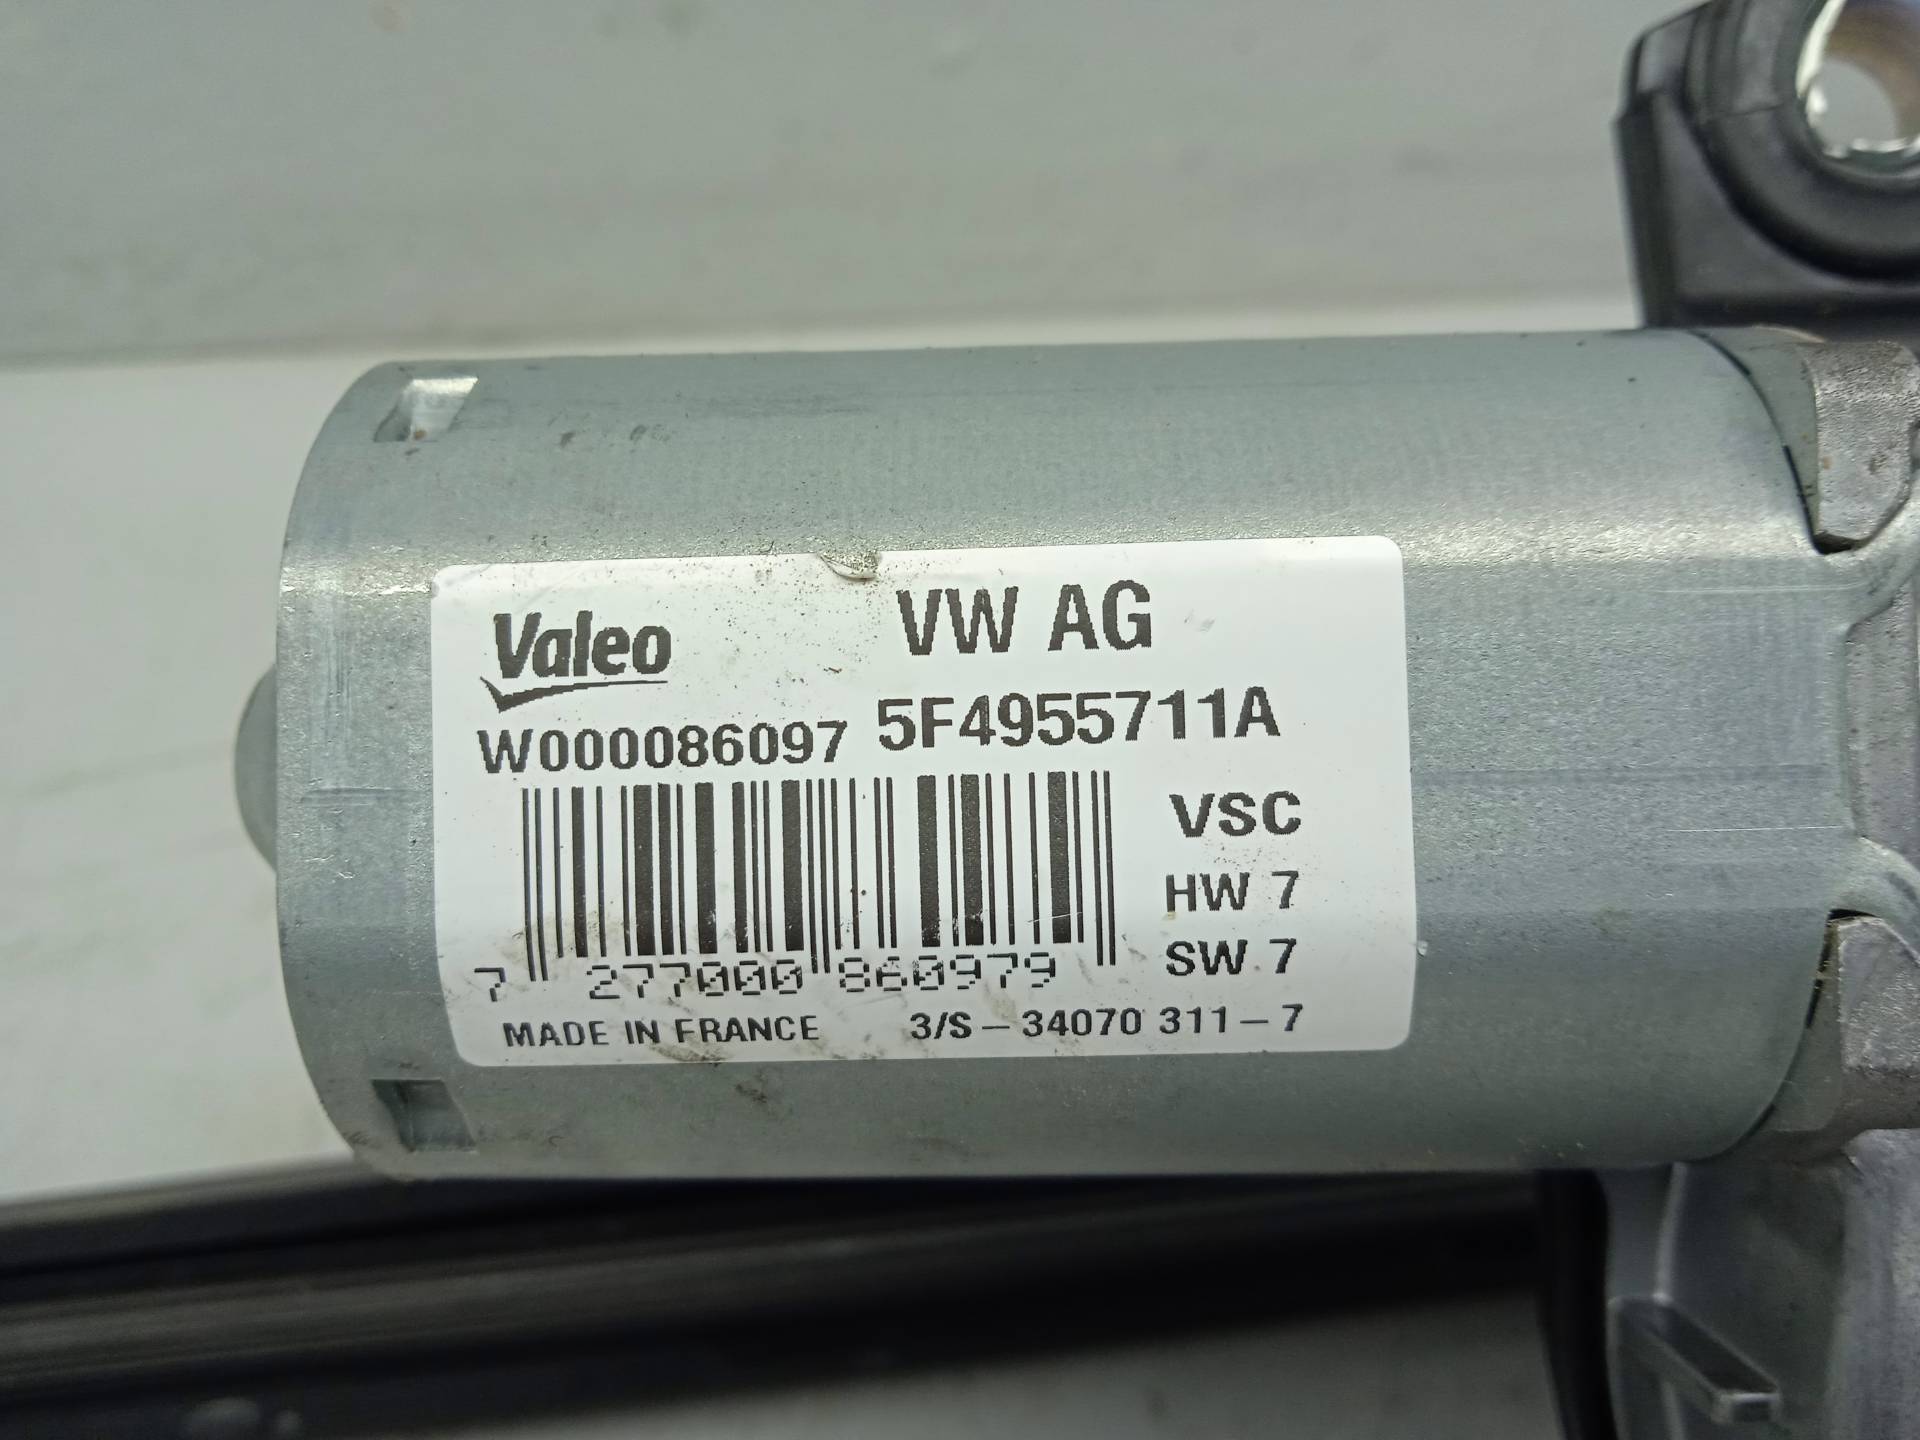 Valeo VW AG
W000086097 5F4955711A
VSC
HW 7
SW 7
7 277000 860979
MADE IN FRANCE 3/S-34070 311-7